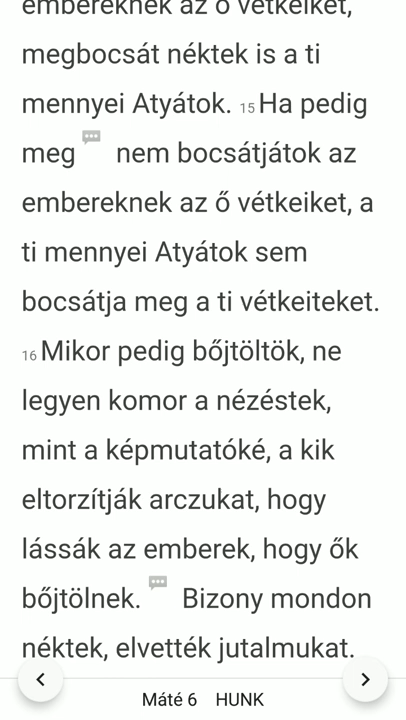 embereknek az ő vétkeiket,
megbocsát néktek is a ti
mennyei Atyátok. 15 Ha pedig
meg nem bocsátjátok az
embereknek az ő vétkeiket, a
ti mennyei Atyátok sem
bocsátja meg a ti vétkeiteket.
16 Mikor pedig bőjtöltök, ne
legyen komor a nézéstek,
mint a képmutatóké, a kik
eltorzítják arczukat, hogy
lássák az emberek, hogy ők
bőjtölnek. Bizony mondon
néktek, elvették jutalmukat.
Máté 6 HUNK